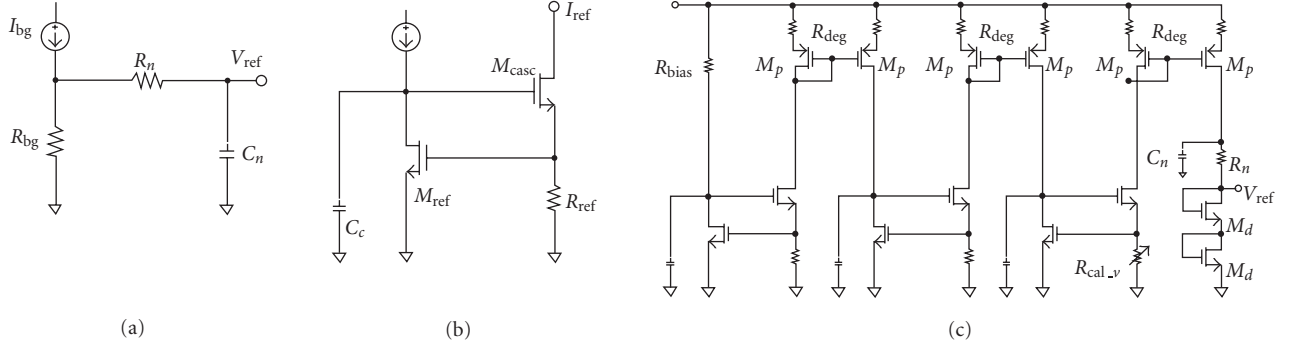 I_bg
R_n
V_ref
R_bg
C_n
(a)
I_ref
M_casc
M_ref
R_ref
C_c
(b)
R_deg
R_deg
R_deg
R_bias
M_p
M_p
M_p
M_p
M_p
M_p
C_n
R_n
V_ref
M_d
M_d
R_cal_v
(c)